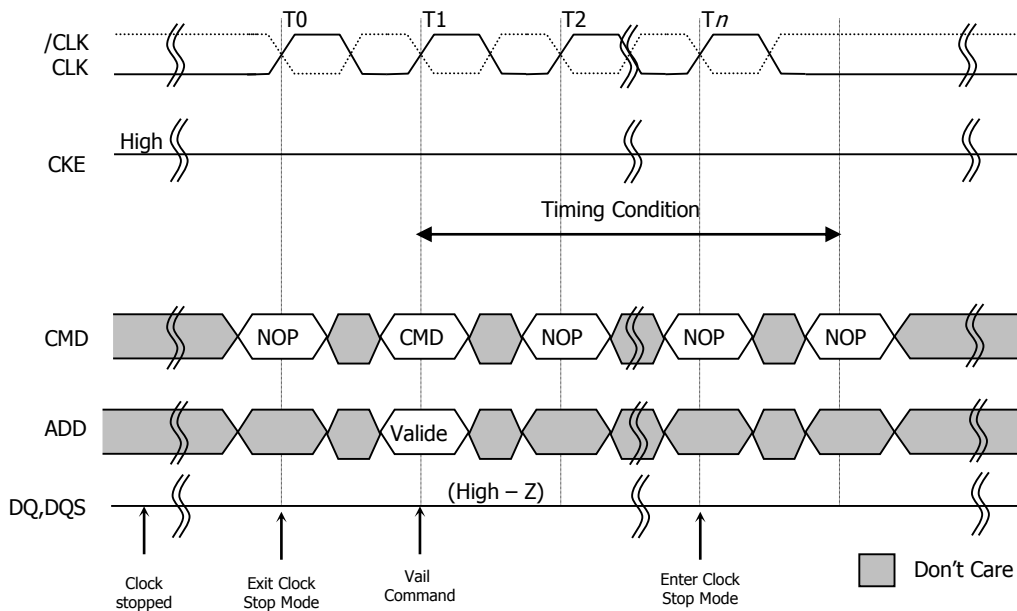 T0 T1 T2 Tn
/CLK
CLK
High
CKE
Timing Condition
CMD NOP CMD NOP NOP NOP
ADD Valide
(High – Z)
DQ,DQS
Clock
stopped
Exit Clock
Stop Mode
Vail
Command
Enter Clock
Stop Mode
Don't Care